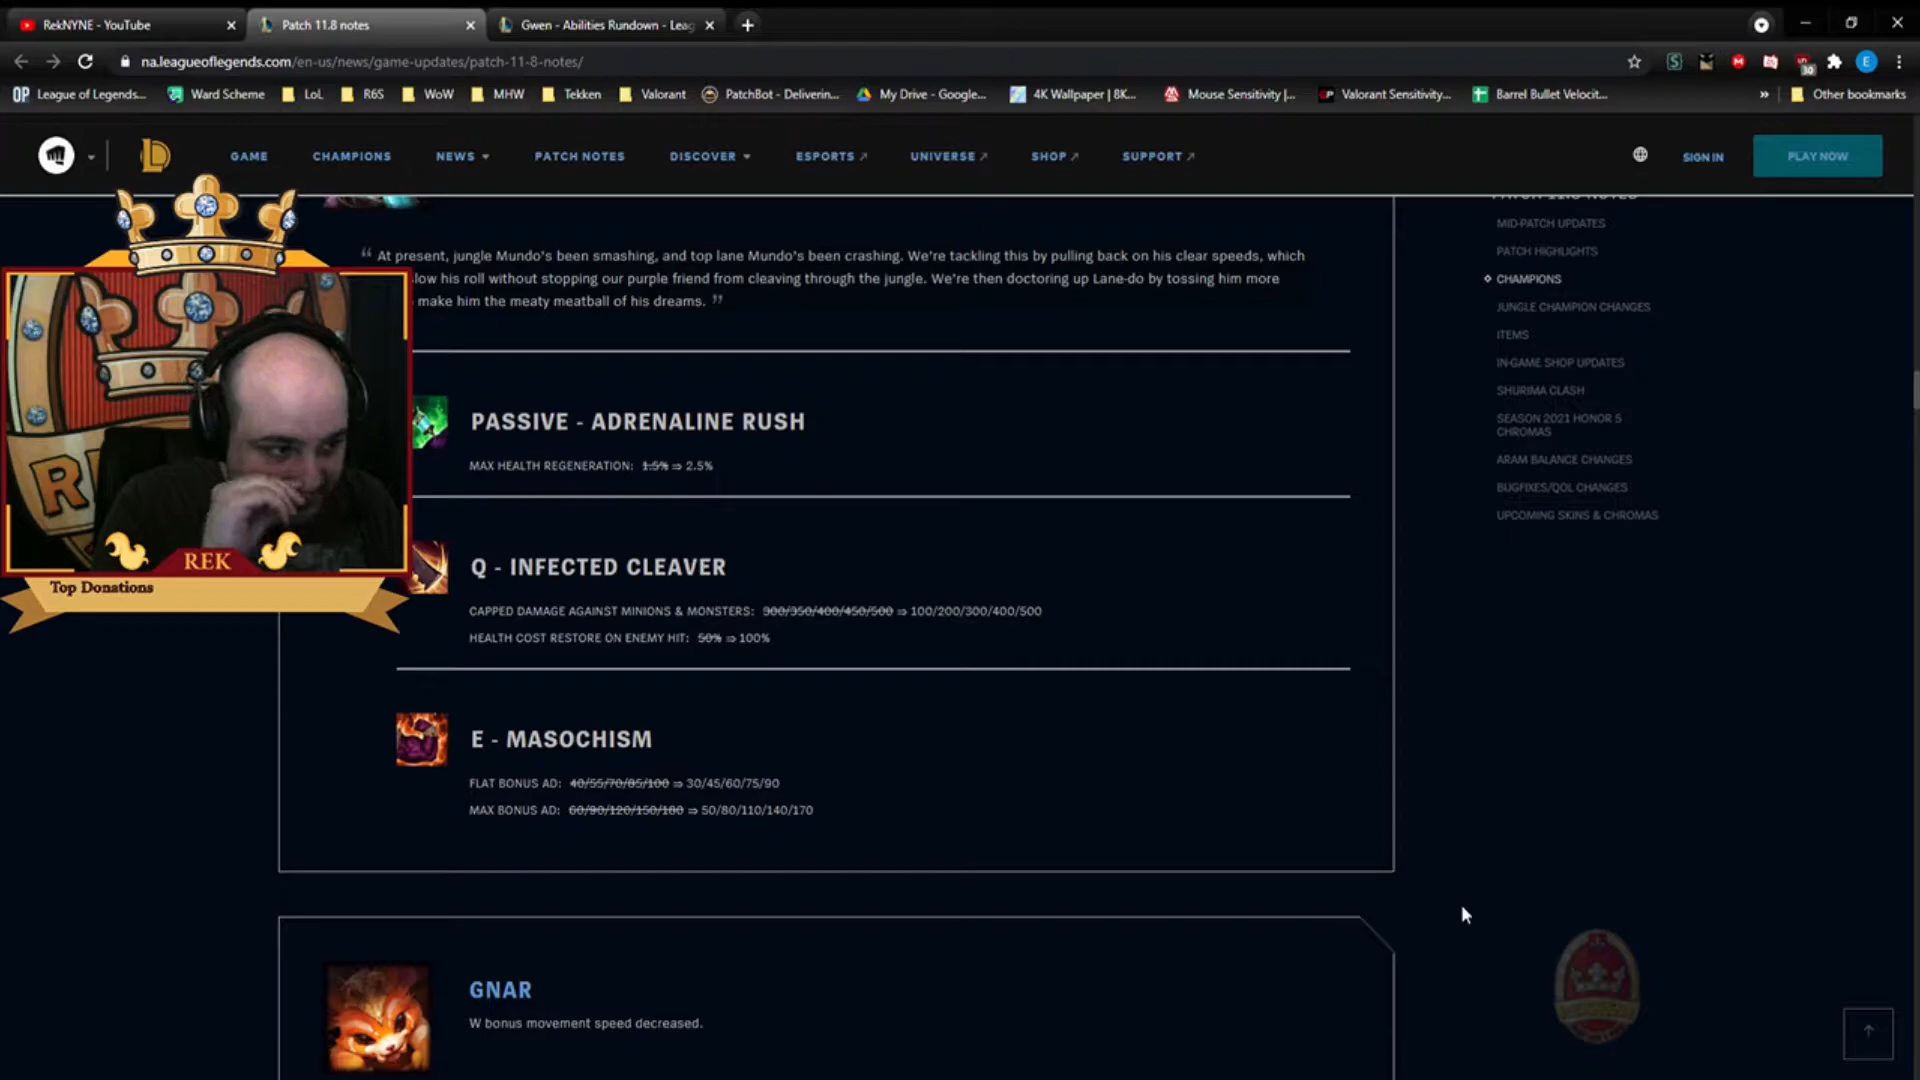 RekNYNE - YouTube
Patch 11.8 notes
Gwen - Abilities Rundown - Leag
na.leagueoflegends.com/en-us/news/game-updates/patch-11-8-notes/
30
E
OP League of Legends...
Ward Scheme
LoL
R6S
WoW
MHW
Tekken
Valorant
PatchBot - Deliverin...
My Drive - Google...
4K Wallpaper | 8K...
Mouse Sensitivity |...
Valorant Sensitivity...
Barrel Bullet Velocit...
»
Other bookmarks
GAME
CHAMPIONS
NEWS
PATCH NOTES
DISCOVER
ESPORTS
UNIVERSE
SHOP
SUPPORT
SIGN IN
PLAY NOW
“ At present, jungle Mundo's been smashing, and top lane Mundo's been crashing. We're tackling this by pulling back on his clear speeds, which
low his roll without stopping our purple friend from cleaving through the jungle. We're then doctoring up Lane-do by tossing him more
make him the meaty meatball of his dreams. ”
PASSIVE - ADRENALINE RUSH
MAX HEALTH REGENERATION: 1.5% ⇒ 2.5%
Q - INFECTED CLEAVER
CAPPED DAMAGE AGAINST MINIONS & MONSTERS: 300/350/400/450/500 ⇒ 100/200/300/400/500
HEALTH COST RESTORE ON ENEMY HIT: 50% ⇒ 100%
E - MASOCHISM
FLAT BONUS AD: 40/55/70/85/100 ⇒ 30/45/60/75/90
MAX BONUS AD: 60/90/120/150/180 ⇒ 50/80/110/140/170
GNAR
W bonus movement speed decreased.
PATCH 11.8 NOTES
MID-PATCH UPDATES
PATCH HIGHLIGHTS
CHAMPIONS
JUNGLE CHAMPION CHANGES
ITEMS
IN-GAME SHOP UPDATES
SHURIMA CLASH
SEASON 2021 HONOR 5
CHROMAS
ARAM BALANCE CHANGES
BUGFIXES/QOL CHANGES
UPCOMING SKINS & CHROMAS
REK
Top Donations